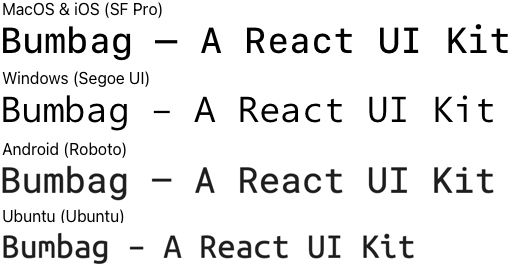 MacOS & iOS (SF Pro)
Bumbag — A React UI Kit
Windows (Segoe UI)
Bumbag – A React UI Kit
Android (Roboto)
Bumbag — A React UI Kit
Ubuntu (Ubuntu)
Bumbag – A React UI Kit